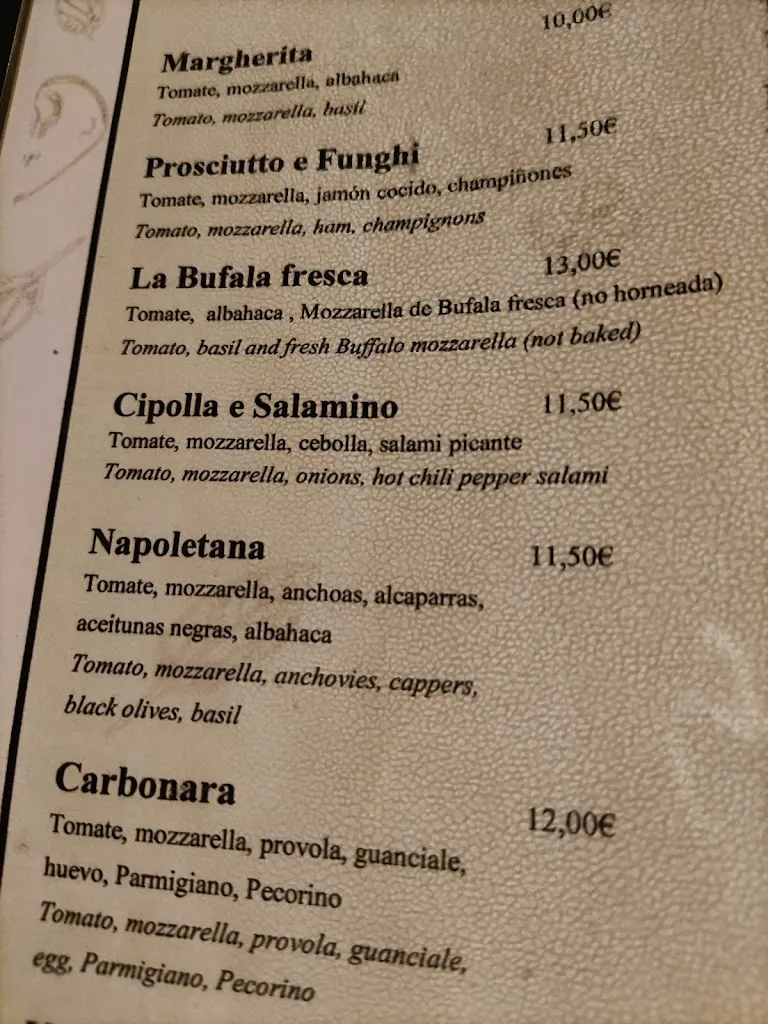 10,00€
Margherita
Tomate, mozzarella, albahaca
Tomato, mozzarella, basil
11,50€
Prosciutto e Funghi
Tomate, mozzarella, jamón cocido, champiñones
Tomato, mozzarella, ham, champignons
La Bufala fresca 13,00€
Tomate, albahaca , Mozzarella de Bufala fresca (no horneada)
Tomato, basil and fresh Buffalo mozzarella (not baked)
Cipolla e Salamino 11,50€
Tomate, mozzarella, cebolla, salami picante
Tomato, mozzarella, onions, hot chili pepper salami
Napoletana 11,50€
Tomate, mozzarella, anchoas, alcaparras,
aceitunas negras, albahaca
Tomato, mozzarella, anchovies, cappers,
black olives, basil
Carbonara 12,00€
Tomate, mozzarella, provola, guanciale,
huevo, Parmigiano, Pecorino
Tomato, mozzarella, provola, guanciale,
egg, Parmigiano, Pecorino